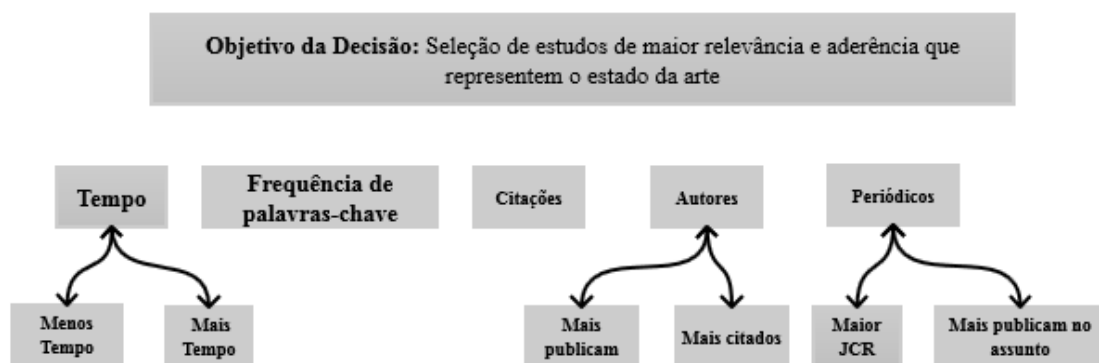 Objetivo da Decisão: Seleção de estudos de maior relevância e aderência que
representem o estado da arte
Tempo
Frequência de
palavras-chave
Citações
Autores
Periódicos
Menos
Tempo
Mais
Tempo
Mais
publicam
Mais citados
Maior
JCR
Mais publicam no
assunto